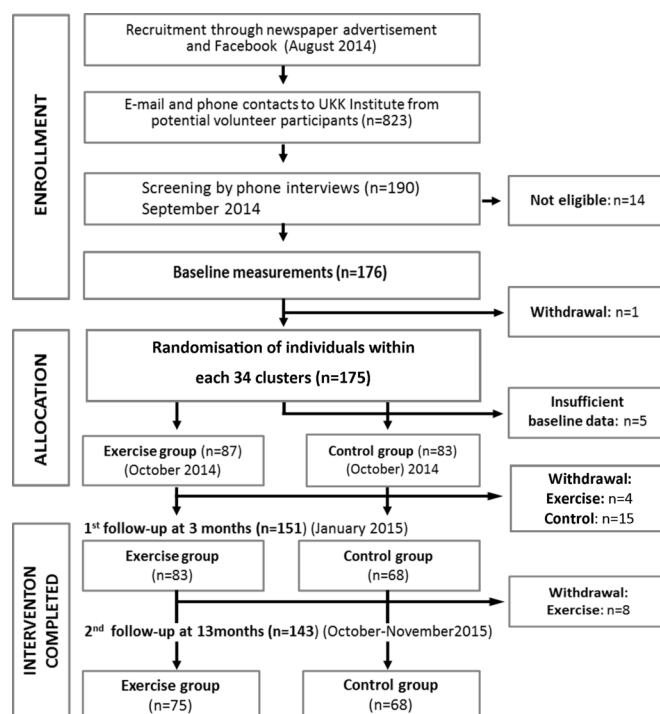 ENROLLMENT
Recruitment through newspaper advertisement
and Facebook (August 2014)
E-mail and phone contacts to UKK Institute from
potential volunteer participants (n=823)
Screening by phone interviews (n=190)
September 2014
Not eligible: n=14
Baseline measurements (n=176)
Withdrawal: n=1
ALLOCATION
Randomisation of individuals within
each 34 clusters (n=175)
Insufficient
baseline data: n=5
Exercise group (n=87)
(October 2014)
Control group (n=83)
(October) 2014
Withdrawal:
Exercise: n=4
Control: n=15
INTERVENTON
COMPLETED
1st follow-up at 3 months (n=151) (January 2015)
Exercise group
(n=83)
Control group
(n=68)
Withdrawal:
Exercise: n=8
2nd follow-up at 13months (n=143) (October-November2015)
Exercise group
(n=75)
Control group
(n=68)